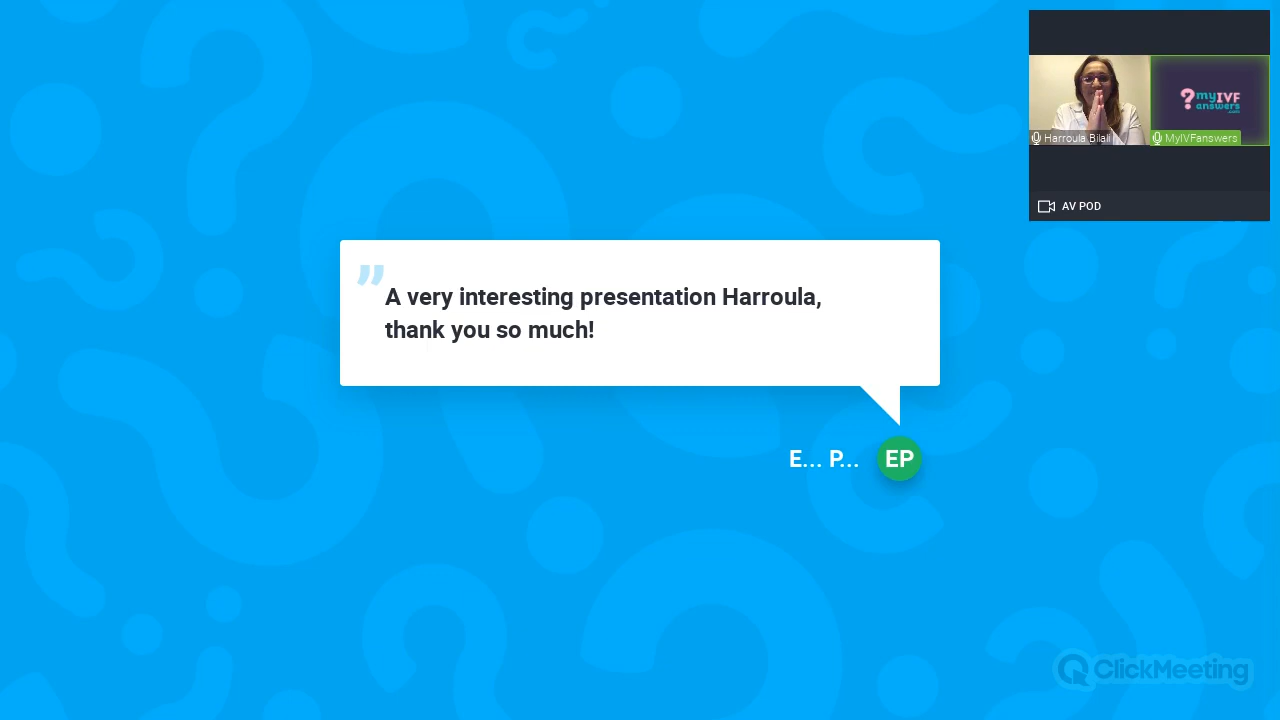 ?myIVF
answers
Harroula Bilali
MyIVFanswers
AV POD
”
A very interesting presentation Harroula,
thank you so much!
E... P...
EP
ClickMeeting